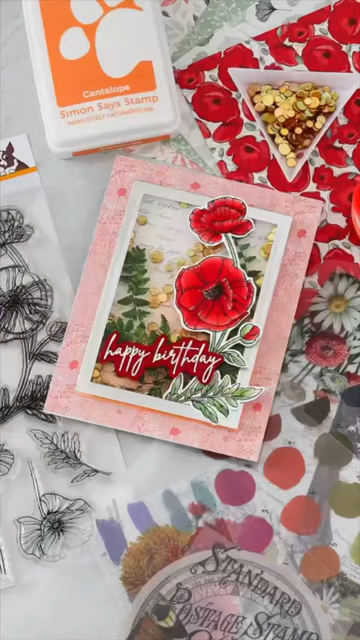 Cantalope
Simon Says Stamp
happy birthday
STANDARD
POSTAGE STAMP